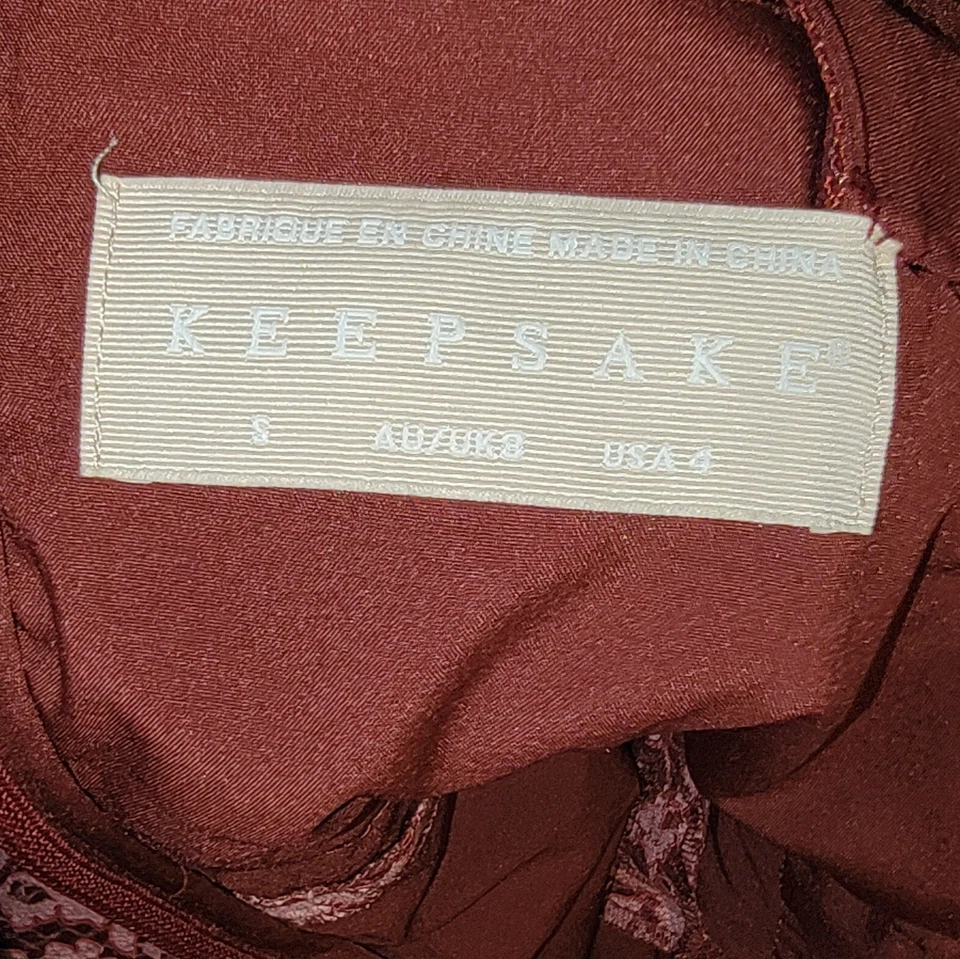 FABRIQUE EN CHINE MADE IN CHINA
KEEPSAKE®
S AU/UK8 USA 4